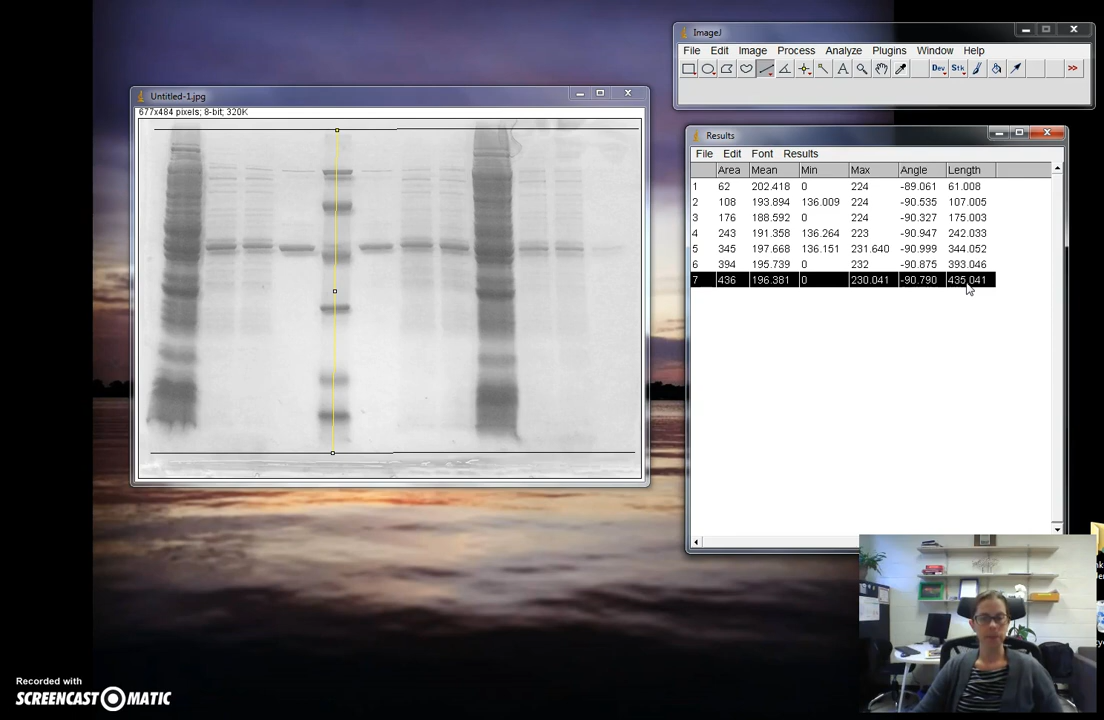 ImageJ
File Edit Image Process Analyze Plugins Window Help
Dev Stk >>
Untitled-1.jpg
677x484 pixels; 8-bit; 320K
Results
File Edit Font Results
Area Mean Min Max Angle Length
1 62 202.418 0 224 -89.061 61.008
2 108 193.894 136.009 224 -90.535 107.005
3 176 188.592 0 224 -90.327 175.003
4 243 191.358 136.264 223 -90.947 242.033
5 345 197.668 136.151 231.640 -90.999 344.052
6 394 195.739 0 232 -90.875 393.046
7 436 196.381 0 230.041 -90.790 435.041
Recorded with
SCREENCAST-O-MATIC